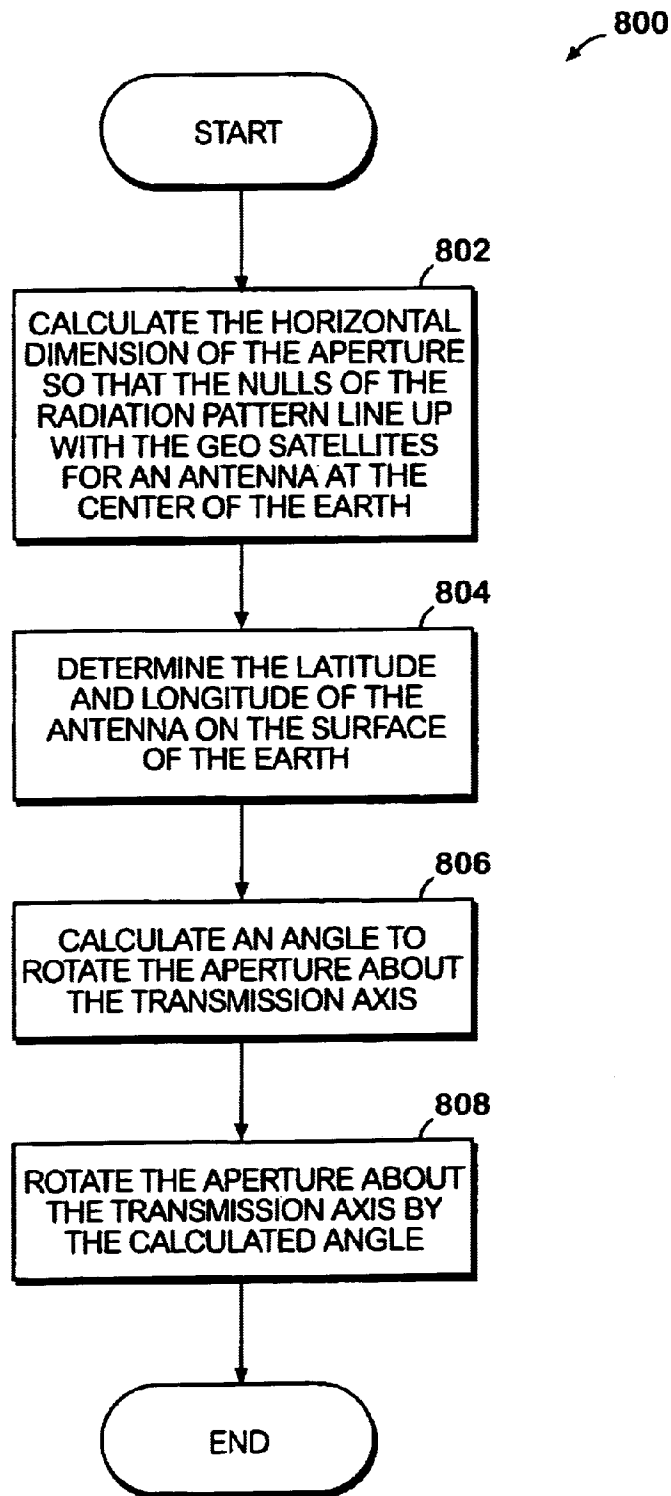 800
START
802
CALCULATE THE HORIZONTAL
DIMENSION OF THE APERTURE
SO THAT THE NULLS OF THE
RADIATION PATTERN LINE UP
WITH THE GEO SATELLITES
FOR AN ANTENNA AT THE
CENTER OF THE EARTH
804
DETERMINE THE LATITUDE
AND LONGITUDE OF THE
ANTENNA ON THE SURFACE
OF THE EARTH
806
CALCULATE AN ANGLE TO
ROTATE THE APERTURE ABOUT
THE TRANSMISSION AXIS
808
ROTATE THE APERTURE ABOUT
THE TRANSMISSION AXIS BY
THE CALCULATED ANGLE
END